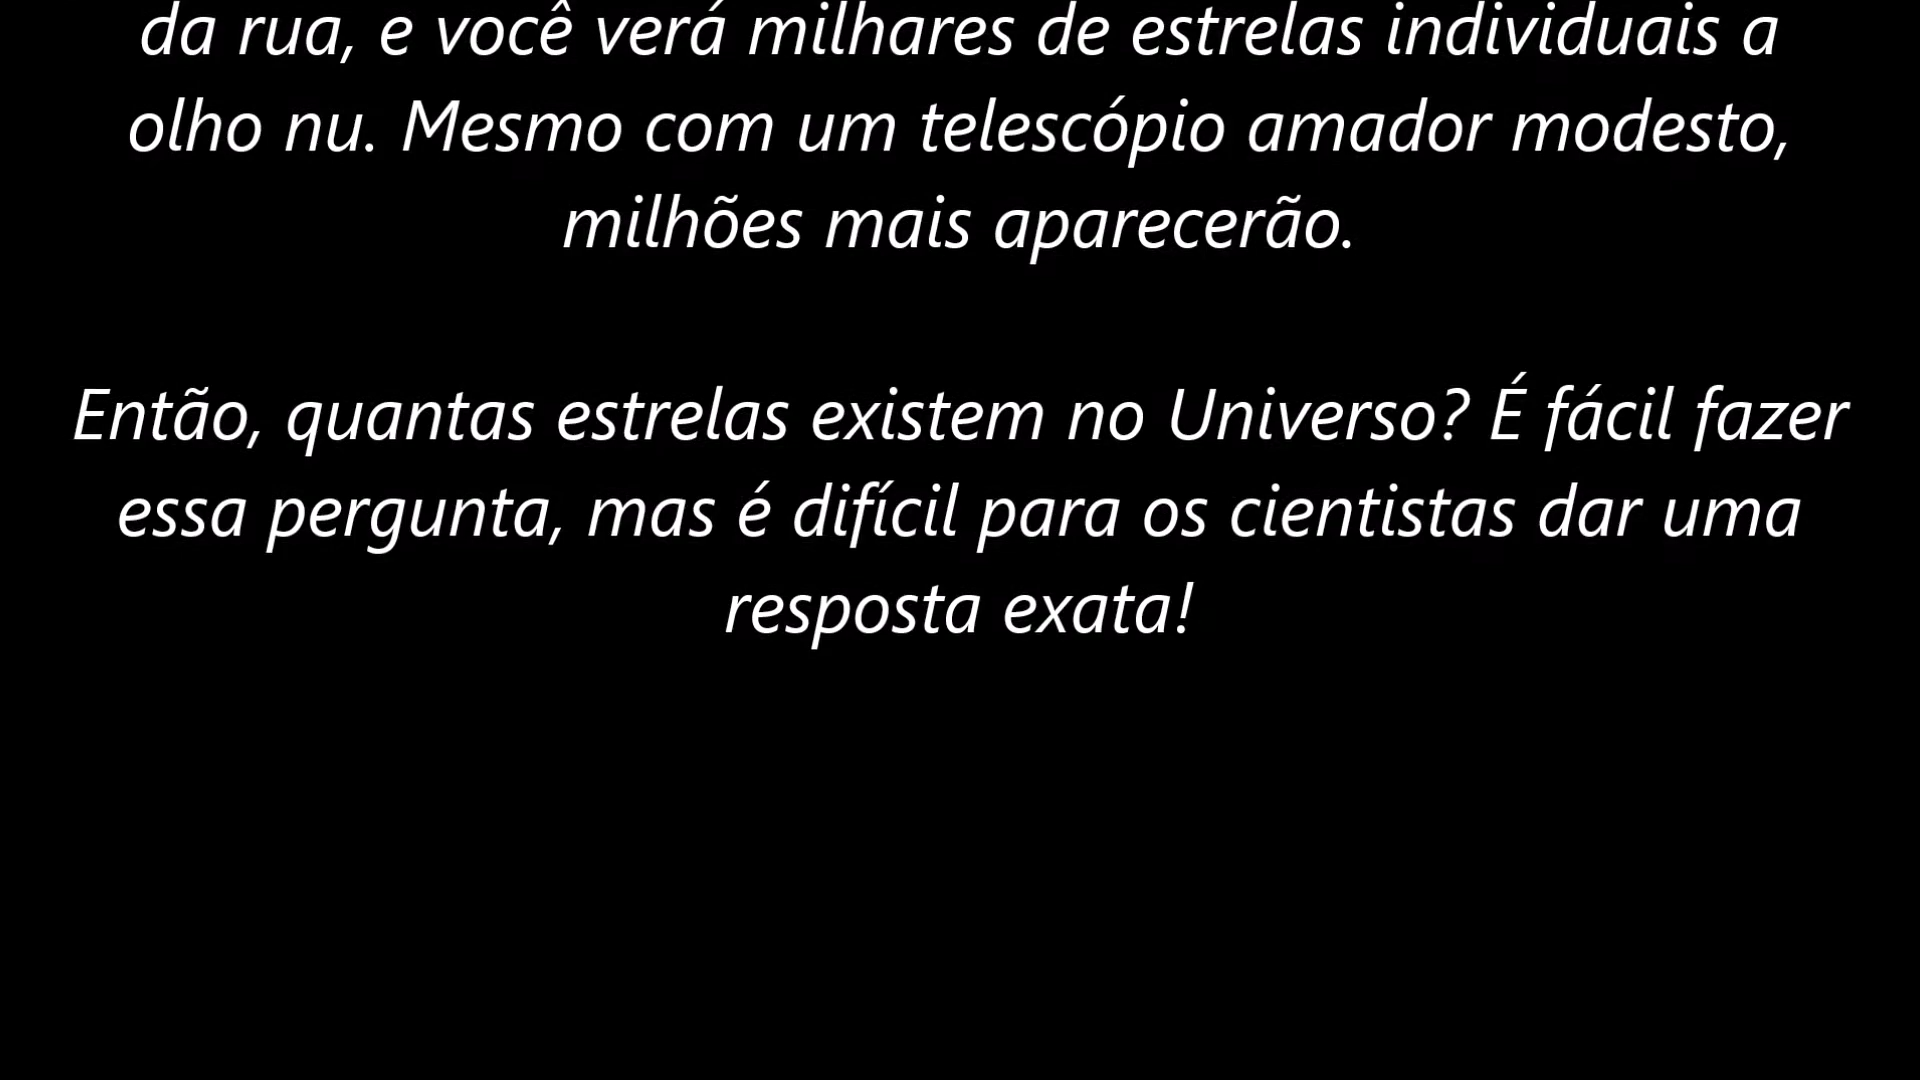 da rua, e você verá milhares de estrelas individuais a
olho nu. Mesmo com um telescópio amador modesto,
milhões mais aparecerão.
Então, quantas estrelas existem no Universo? É fácil fazer
essa pergunta, mas é difícil para os cientistas dar uma
resposta exata!